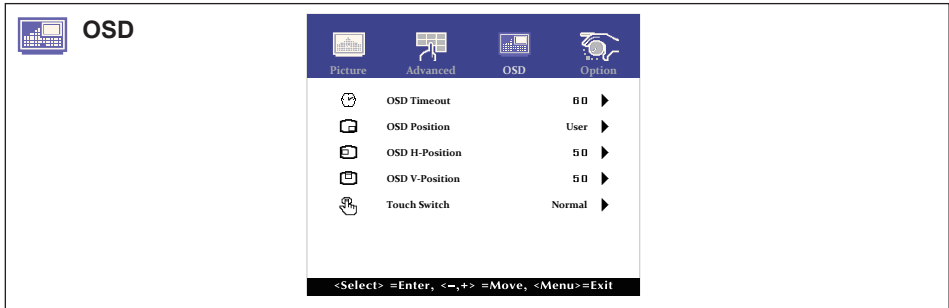 OSD
Picture Advanced OSD Option
OSD Timeout 60
OSD Position User
OSD H-Position 50
OSD V-Position 50
Touch Switch Normal
<Select> =Enter, <–,+> =Move, <Menu>=Exit